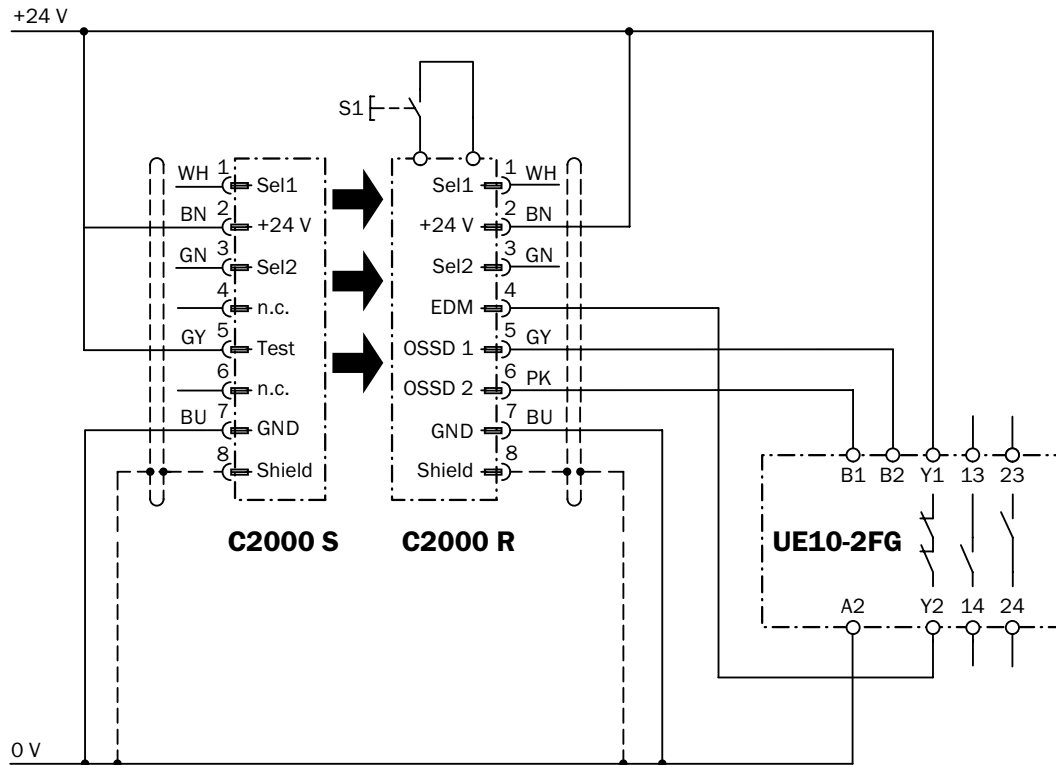 +24 V
S1
WH 1 Sel1
BN 2 +24 V
GN 3 Sel2
4 n.c.
GY 5 Test
6 n.c.
BU 7 GND
8 Shield
C2000 S
Sel1 1 WH
+24 V 2 BN
Sel2 3 GN
EDM 4
OSSD 1 5 GY
OSSD 2 6 PK
GND 7 BU
Shield 8
C2000 R
B1 B2 Y1 13 23
UE10-2FG
A2 Y2 14 24
0 V